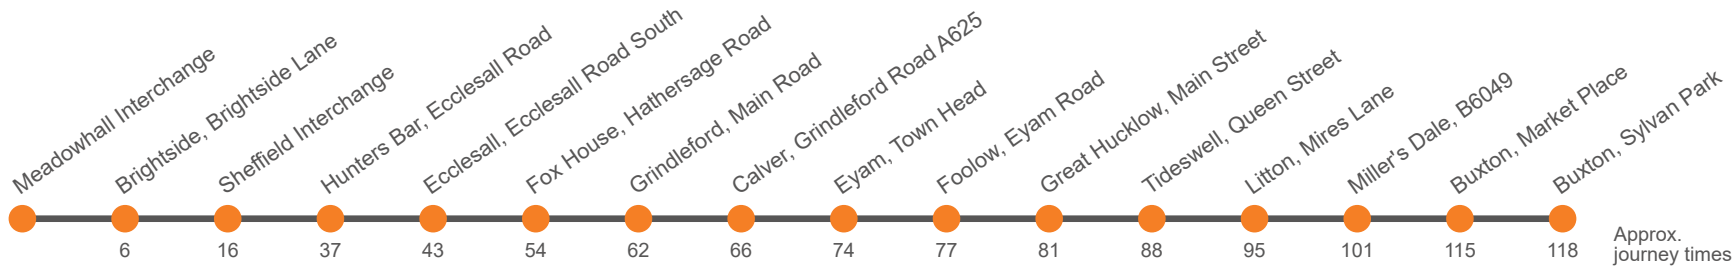 Meadowhall Interchange
Brightside, Brightside Lane
Sheffield Interchange
Hunters Bar, Ecclesall Road
Ecclesall, Ecclesall Road South
Fox House, Hathersage Road
Grindleford, Main Road
Calver, Grindleford Road A625
Eyam, Town Head
Foolow, Eyam Road
Great Hucklow, Main Street
Tideswell, Queen Street
Litton, Mires Lane
Miller's Dale, B6049
Buxton, Market Place
Buxton, Sylvan Park
6 16 37 43 54 62 66 74 77 81 88 95 101 115 118
Approx.
journey times